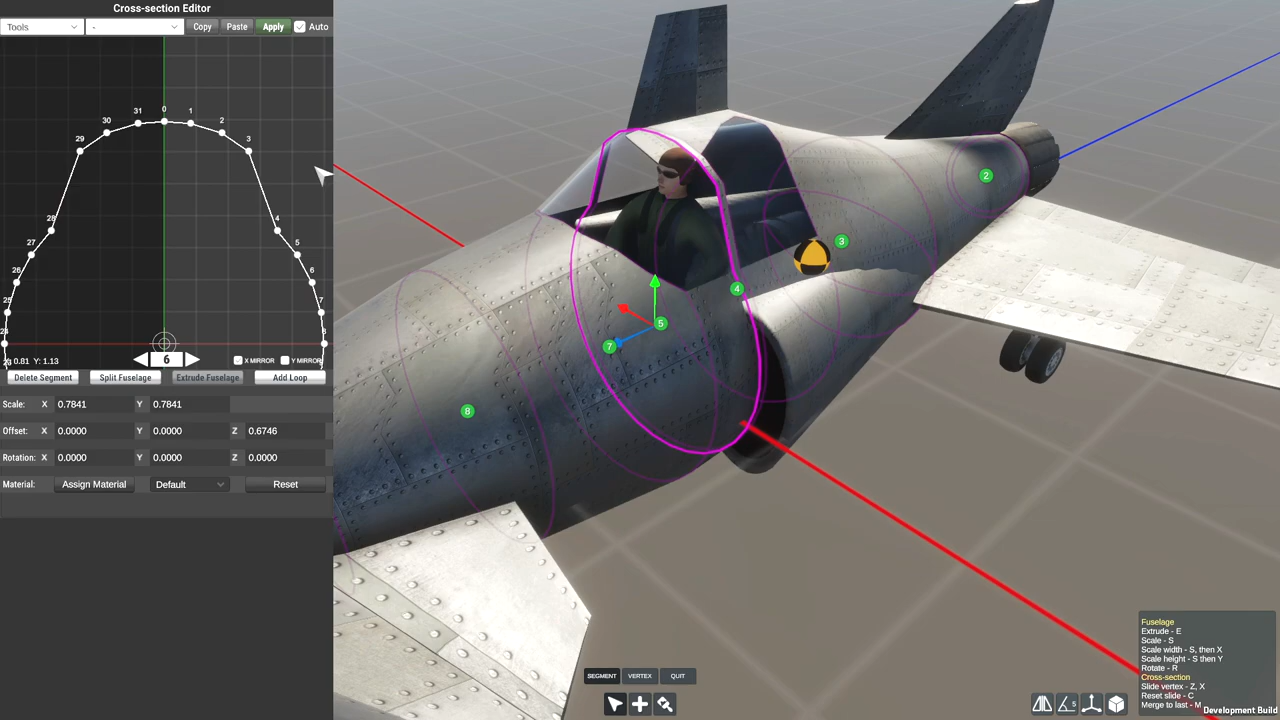 Cross-section Editor
Tools - Copy Paste Apply Auto
31 0 1
30 2
29 3
28 4
27 5
26 6
25 7
24 8
X: 0.81 Y: 1.13 6 X MIRROR Y MIRROR
Delete Segment Split Fuselage Extrude Fuselage Add Loop
Scale: X 0.7841 Y 0.7841
Offset: X 0.0000 Y 0.0000 Z 0.6746
Rotation: X 0.0000 Y 0.0000 Z 0.0000
Material: Assign Material Default Reset
2
3
4
5
7
8
SEGMENT VERTEX QUIT
5
Fuselage
Extrude - E
Scale - S
Scale width - S, then X
Scale height - S then Y
Rotate - R
Cross-section
Slide vertex - Z, X
Reset slide - C
Merge to last - M
Development Build